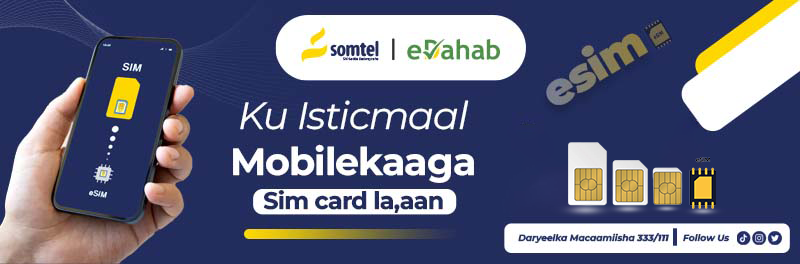 somtel
eDahab
esim
SIM
eSIM
Ku Isticmaal
Mobilekaaga
Sim card la,aan
Daryeelka Macaamiisha 333/111
Follow Us